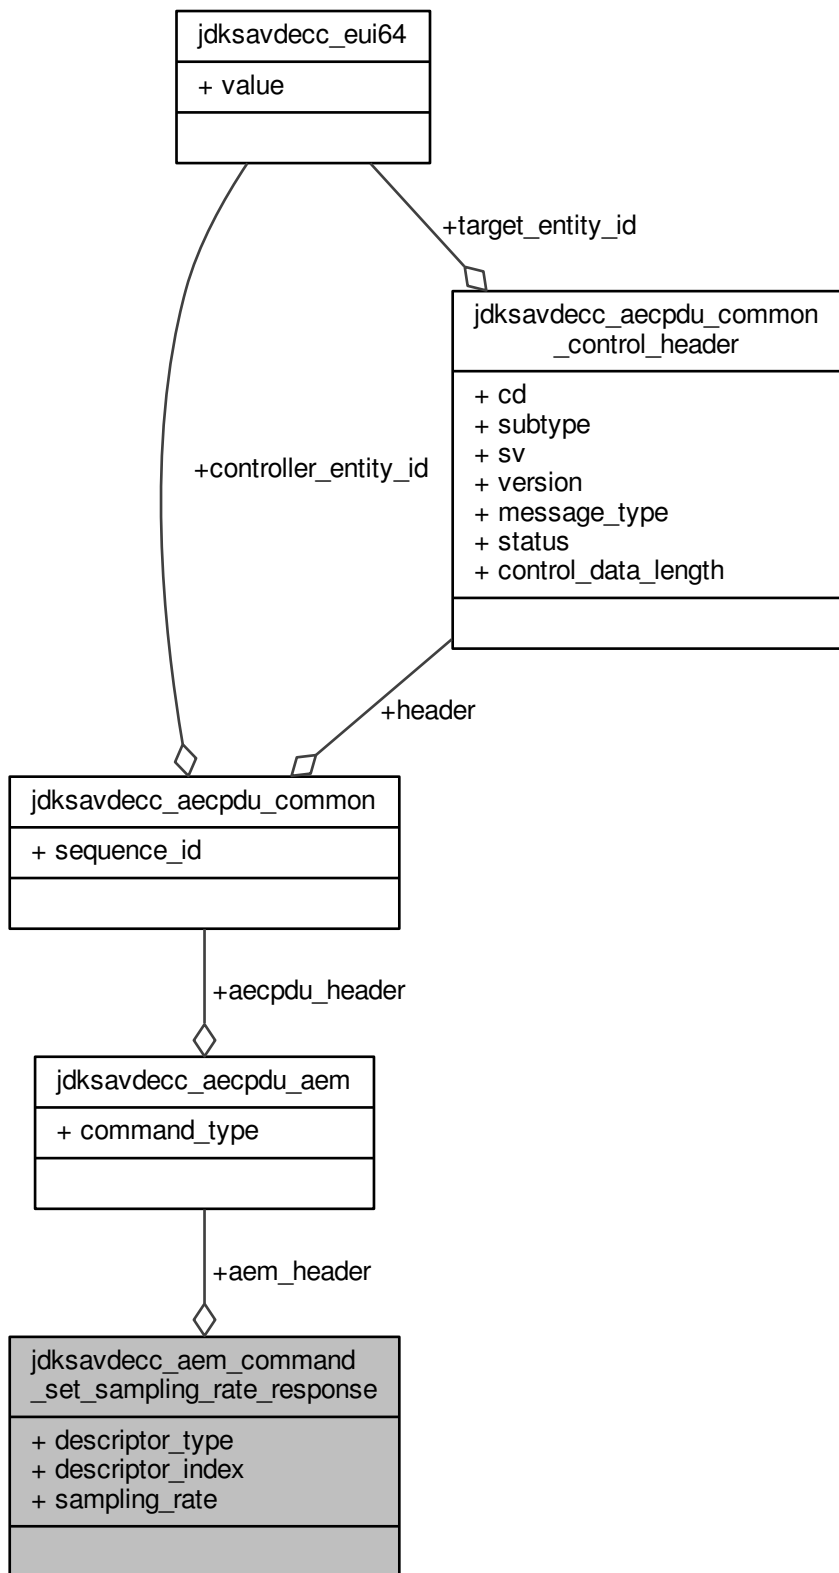 jdksavdecc_eui64
+ value
+target_entity_id
jdksavdecc_aecpdu_common
_control_header
+ cd
+ subtype
+ sv
+ version
+ message_type
+ status
+ control_data_length
+controller_entity_id
+header
jdksavdecc_aecpdu_common
+ sequence_id
+aecpdu_header
jdksavdecc_aecpdu_aem
+ command_type
+aem_header
jdksavdecc_aem_command
_set_sampling_rate_response
+ descriptor_type
+ descriptor_index
+ sampling_rate